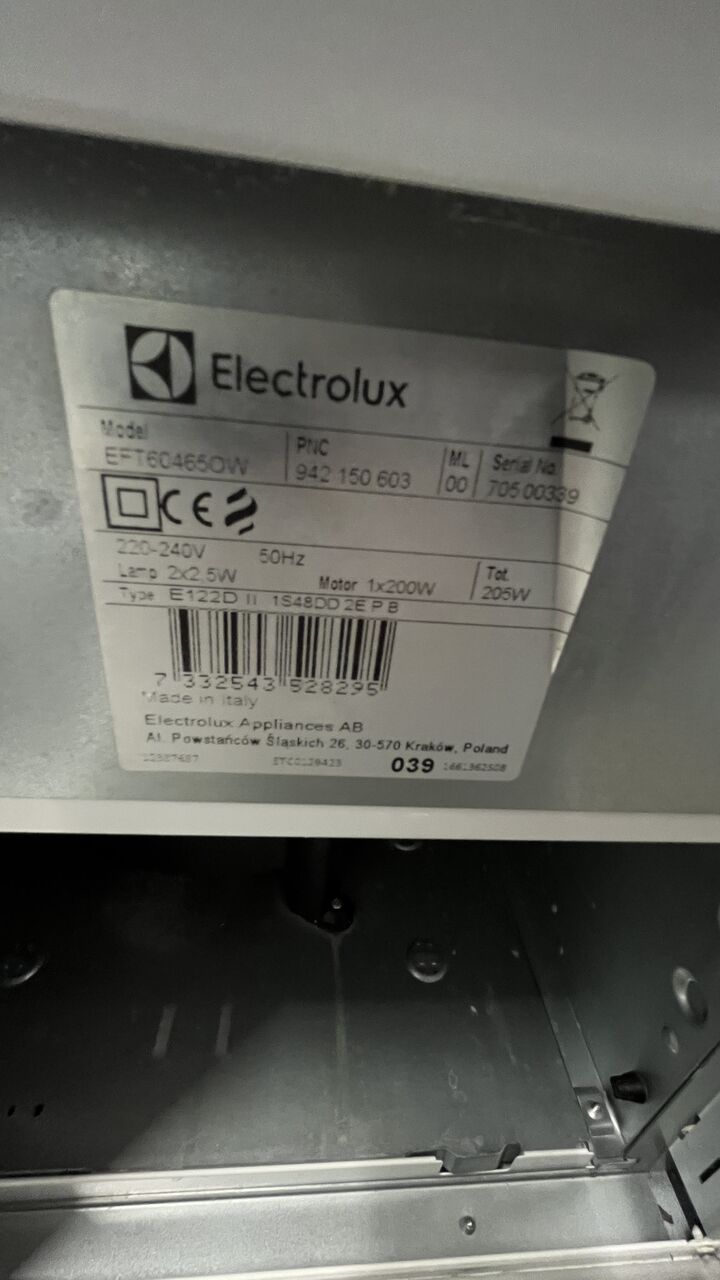 Electrolux
Model PNC ML Serial No.
EFT60465OW 942 150 603 00 705 00339
CE
220-240V 50Hz
Lamp 2x2.5W Motor 1x200W Tot. 205W
Type E122D II 1S48DD 2E P B
7 332543 528295
Made in Italy
Electrolux Appliances AB
Al. Powstańców Śląskich 26, 30-570 Kraków, Poland
039